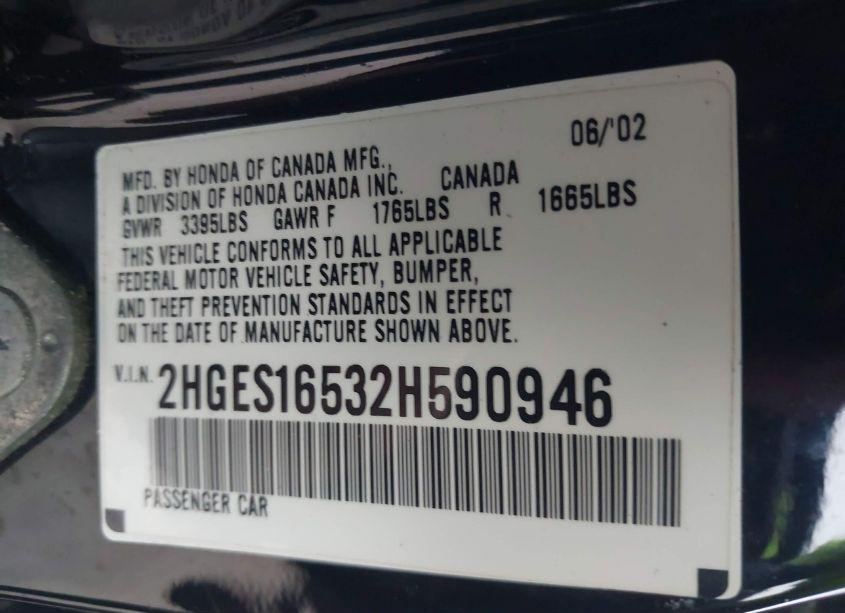 06/'02
MFD. BY HONDA OF CANADA MFG.,
A DIVISION OF HONDA CANADA INC. CANADA
GVWR 3395LBS GAWR F 1765LBS R 1665LBS
THIS VEHICLE CONFORMS TO ALL APPLICABLE
FEDERAL MOTOR VEHICLE SAFETY, BUMPER,
AND THEFT PREVENTION STANDARDS IN EFFECT
ON THE DATE OF MANUFACTURE SHOWN ABOVE.
V.I.N. 2HGES16532H590946
PASSENGER CAR